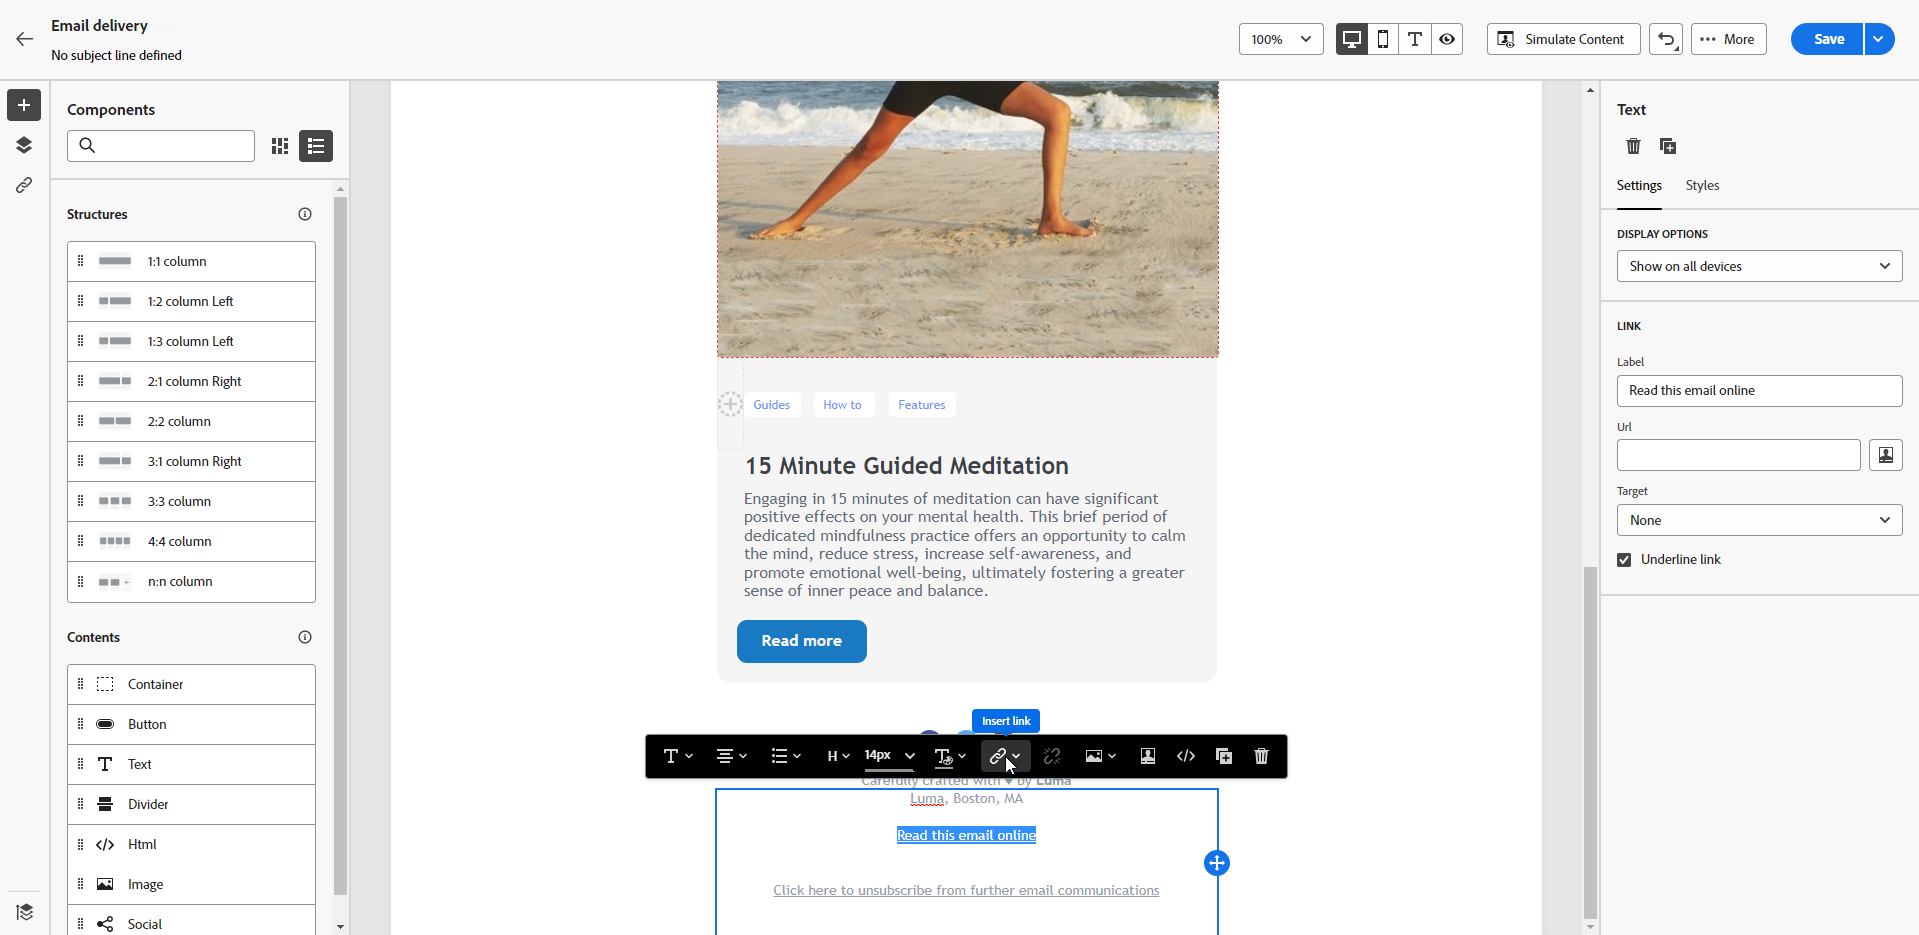 Email delivery
No subject line defined
100%
Simulate Content
More
Save
Components
Structures
1:1 column
1:2 column Left
1:3 column Left
2:1 column Right
2:2 column
3:1 column Right
3:3 column
4:4 column
n:n column
Contents
Container
Button
Text
Divider
Html
Image
Social
Guides
How to
Features
15 Minute Guided Meditation
Engaging in 15 minutes of meditation can have significant
positive effects on your mental health. This brief period of
dedicated mindfulness practice offers an opportunity to calm
the mind, reduce stress, increase self-awareness, and
promote emotional well-being, ultimately fostering a greater
sense of inner peace and balance.
Read more
Insert link
H
14px
Carefully crafted with ♥ by Luma
Luma, Boston, MA
Read this email online
Click here to unsubscribe from further email communications
Text
Settings
Styles
DISPLAY OPTIONS
Show on all devices
LINK
Label
Read this email online
Url
Target
None
Underline link